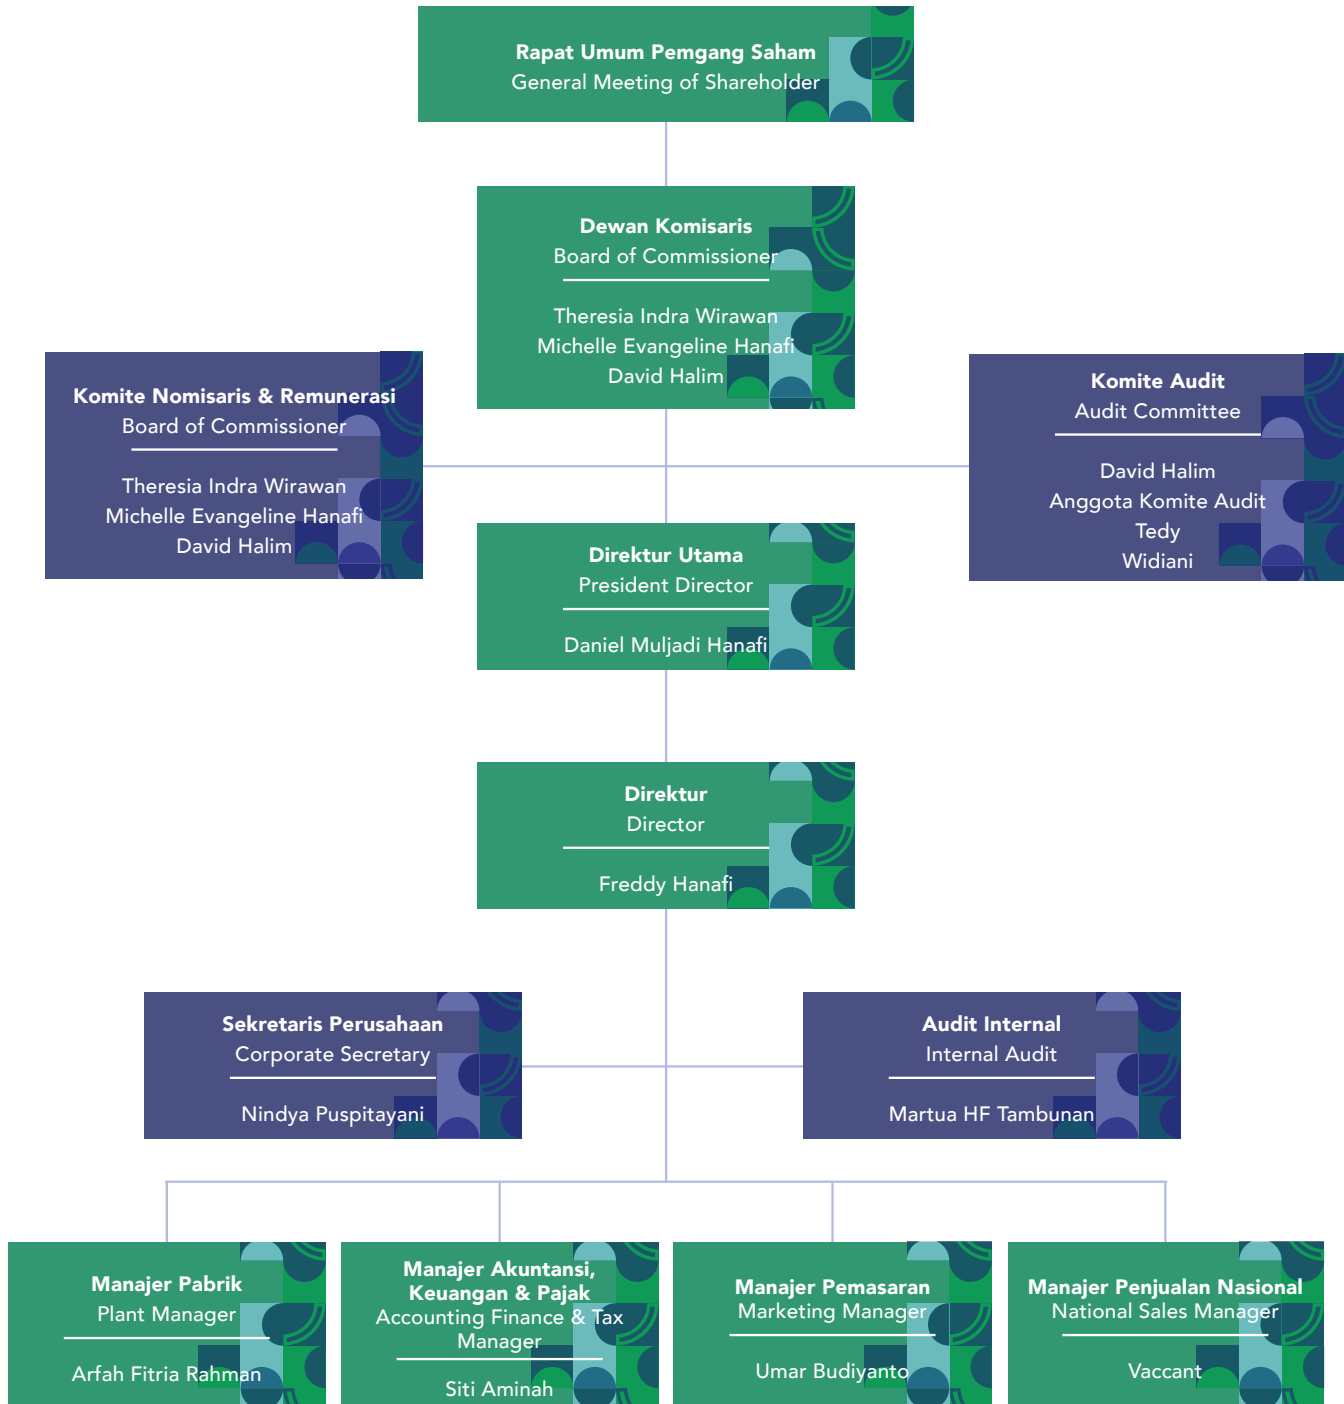 Rapat Umum Pemgang Saham
General Meeting of Shareholder
Dewan Komisaris
Board of Commissioner
Theresia Indra Wirawan
Michelle Evangeline Hanafi
David Halim
Komite Nomisaris & Remunerasi
Board of Commissioner
Theresia Indra Wirawan
Michelle Evangeline Hanafi
David Halim
Komite Audit
Audit Committee
David Halim
Anggota Komite Audit
Tedy
Widiani
Direktur Utama
President Director
Daniel Muljadi Hanafi
Direktur
Director
Freddy Hanafi
Sekretaris Perusahaan
Corporate Secretary
Nindya Puspitayani
Audit Internal
Internal Audit
Martua HF Tambunan
Manajer Pabrik
Plant Manager
Arfah Fitria Rahman
Manajer Akuntansi,
Keuangan & Pajak
Accounting Finance & Tax
Manager
Siti Aminah
Manajer Pemasaran
Marketing Manager
Umar Budiyanto
Manajer Penjualan Nasional
National Sales Manager
Vaccant